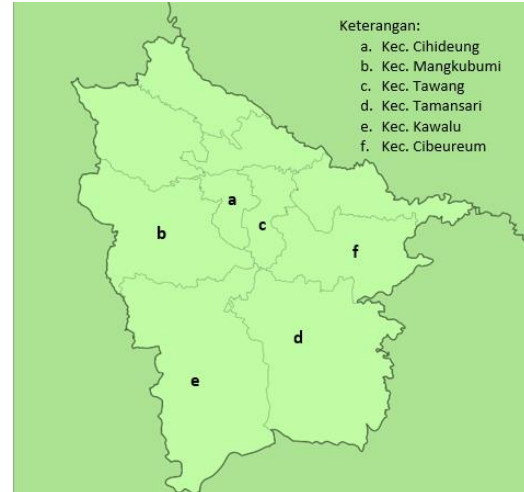 Keterangan:
a. Kec. Cihideung
b. Kec. Mangkubumi
c. Kec. Tawang
d. Kec. Tamansari
e. Kec. Kawalu
f. Kec. Cibeureum
a
c
b
f
d
e